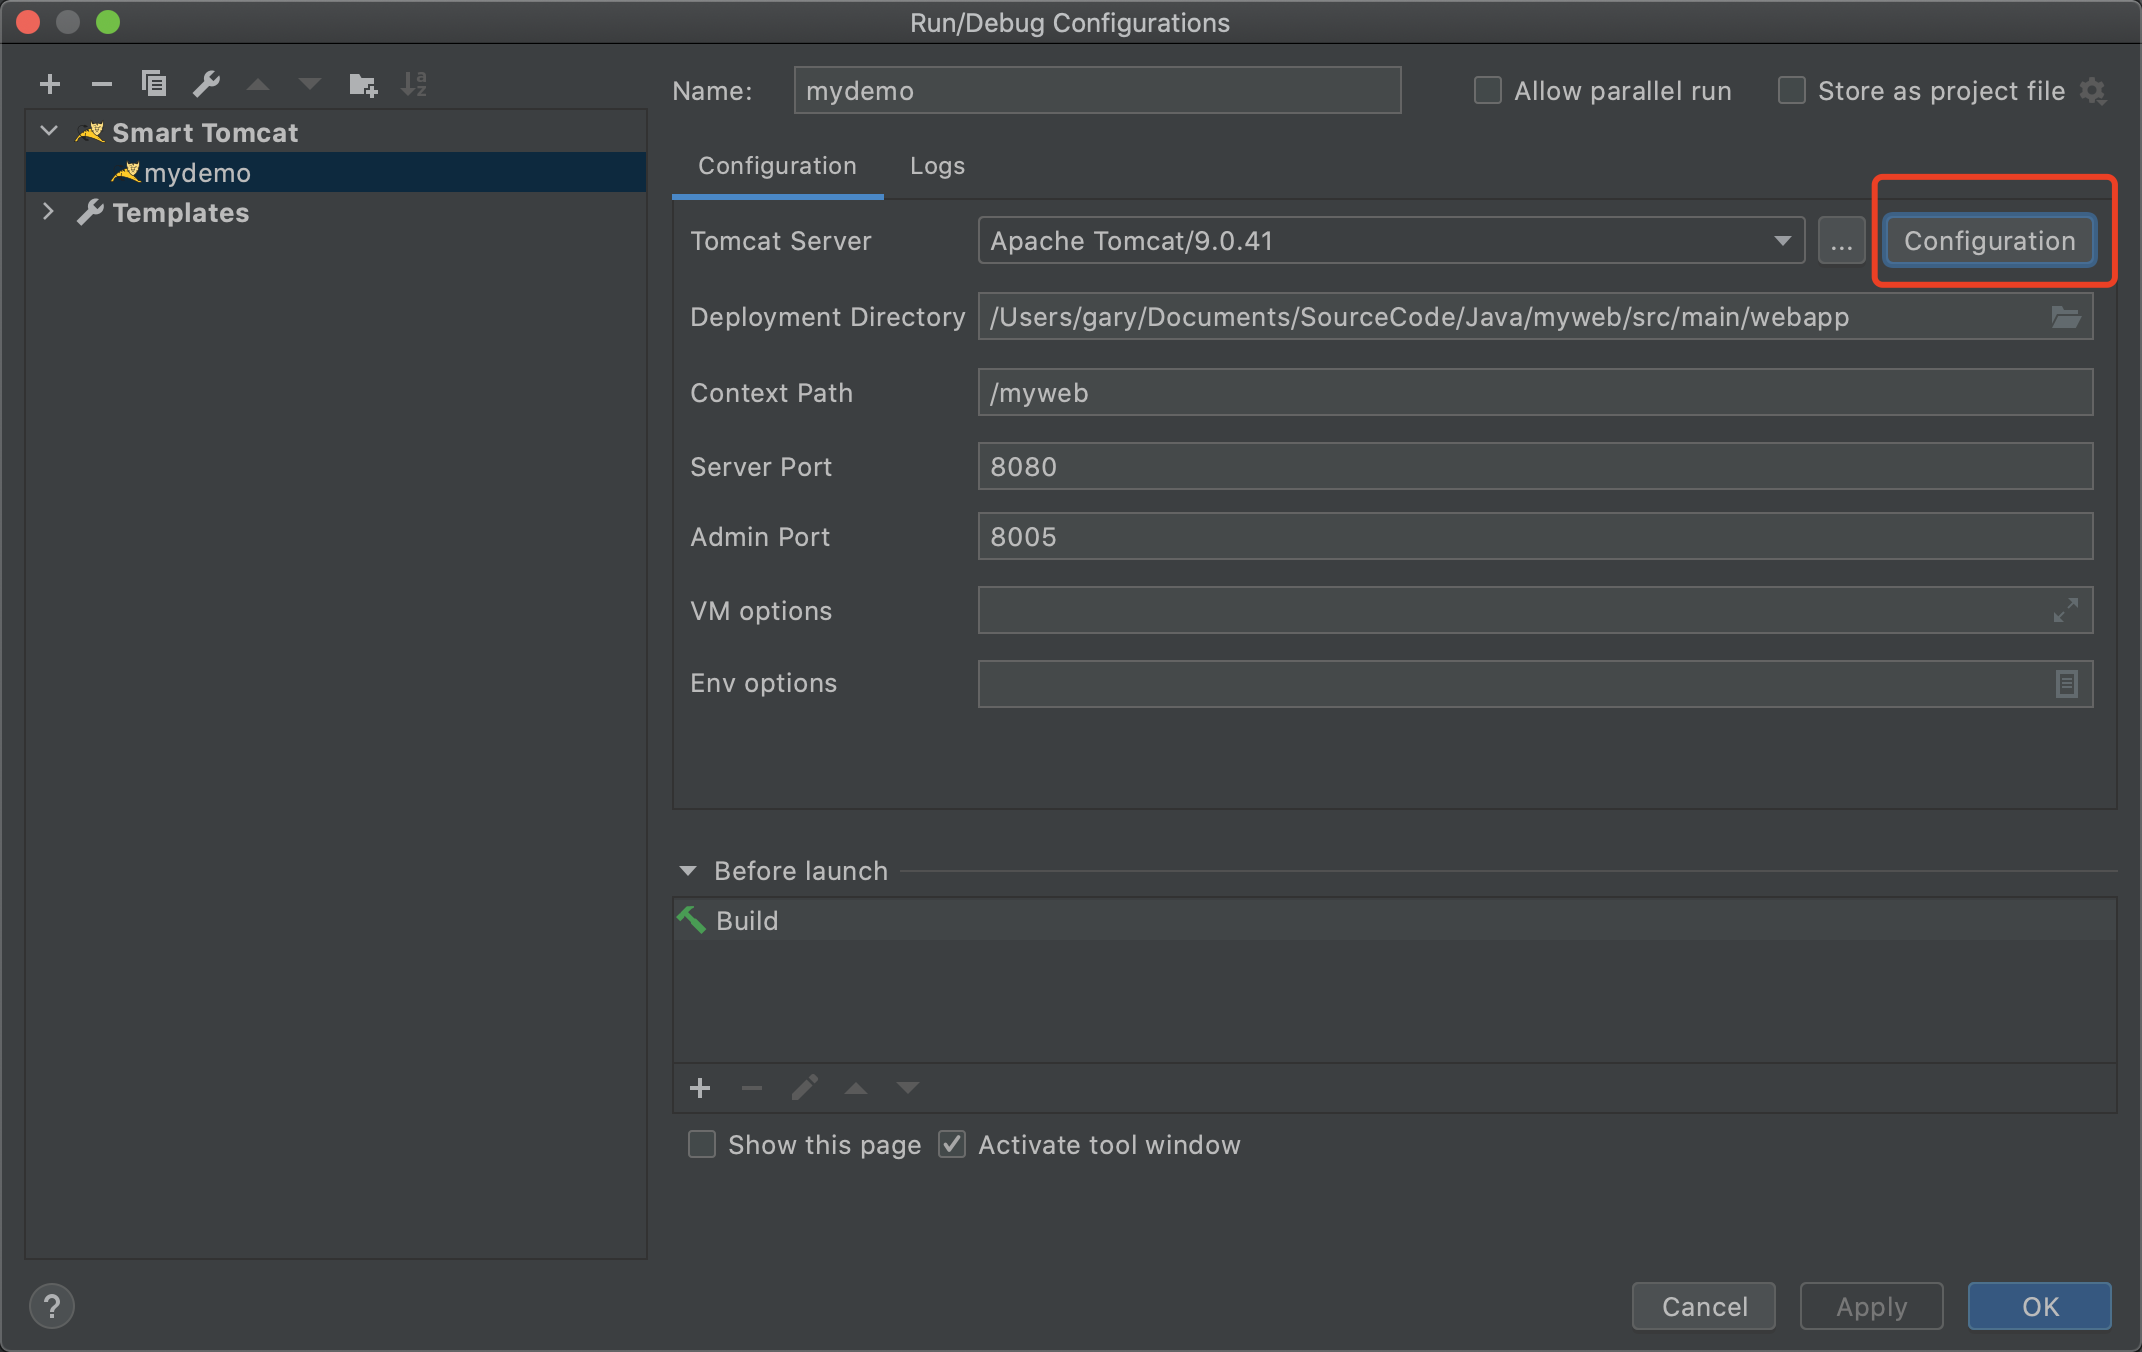 Run/Debug Configurations
Name: mydemo
Allow parallel run
Store as project file
Smart Tomcat
mydemo
Templates
Configuration
Logs
Tomcat Server
Apache Tomcat/9.0.41
...
Configuration
Deployment Directory
/Users/gary/Documents/SourceCode/Java/myweb/src/main/webapp
Context Path
/myweb
Server Port
8080
Admin Port
8005
VM options
Env options
Before launch
Build
Show this page
Activate tool window
?
Cancel
Apply
OK